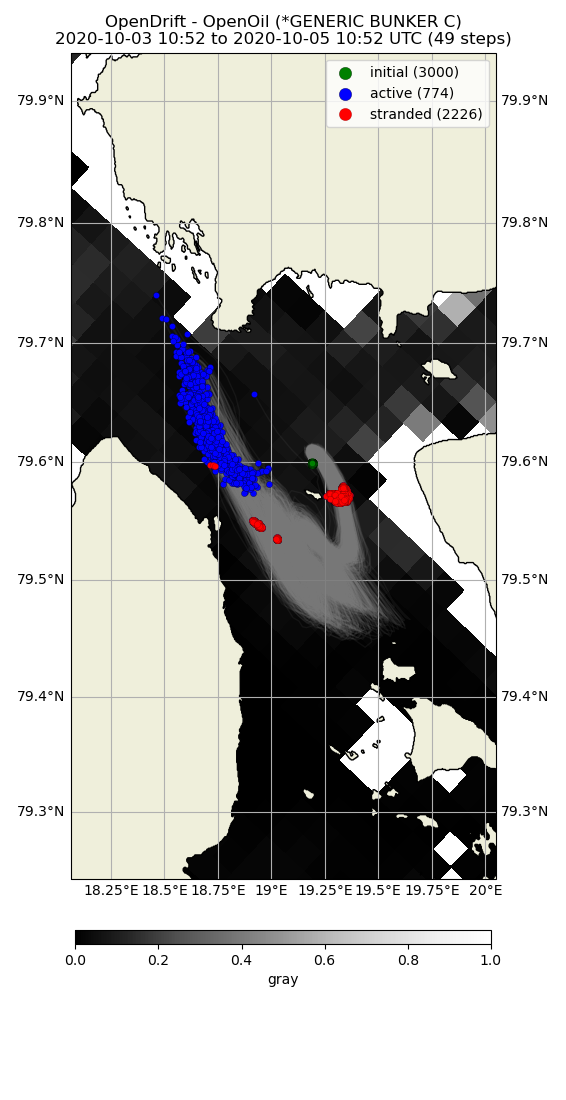 OpenDrift - OpenOil (*GENERIC BUNKER C)
2020-10-03 10:52 to 2020-10-05 10:52 UTC (49 steps)
initial (3000)
active (774)
stranded (2226)
79.9°N 79.9°N
79.8°N 79.8°N
79.7°N 79.7°N
79.6°N 79.6°N
79.5°N 79.5°N
79.4°N 79.4°N
79.3°N 79.3°N
18.25°E 18.5°E 18.75°E 19°E 19.25°E 19.5°E 19.75°E 20°E
0.0 0.2 0.4 0.6 0.8 1.0
gray